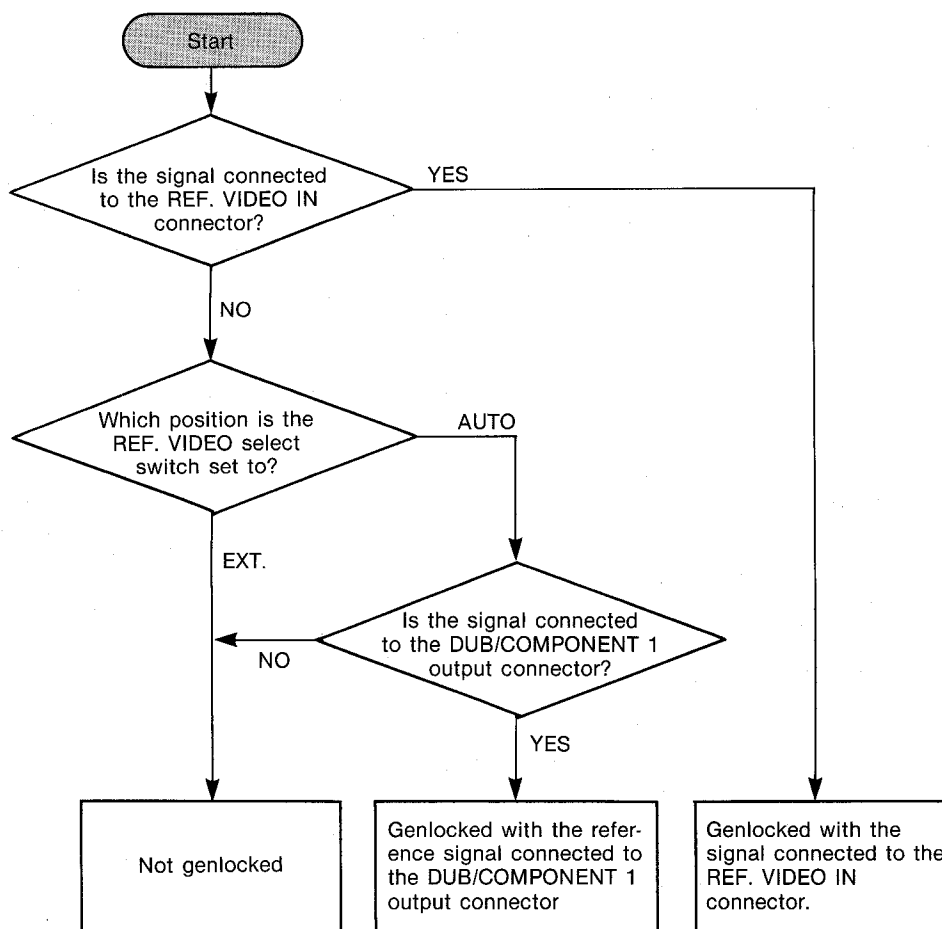 Start
Is the signal connected
to the REF. VIDEO IN
connector?
YES
NO
Which position is the
REF. VIDEO select
switch set to?
AUTO
EXT.
Is the signal connected
to the DUB/COMPONENT 1
output connector?
NO
YES
Not genlocked
Genlocked with the refer-
ence signal connected to
the DUB/COMPONENT 1
output connector
Genlocked with the
signal connected to the
REF. VIDEO IN
connector.